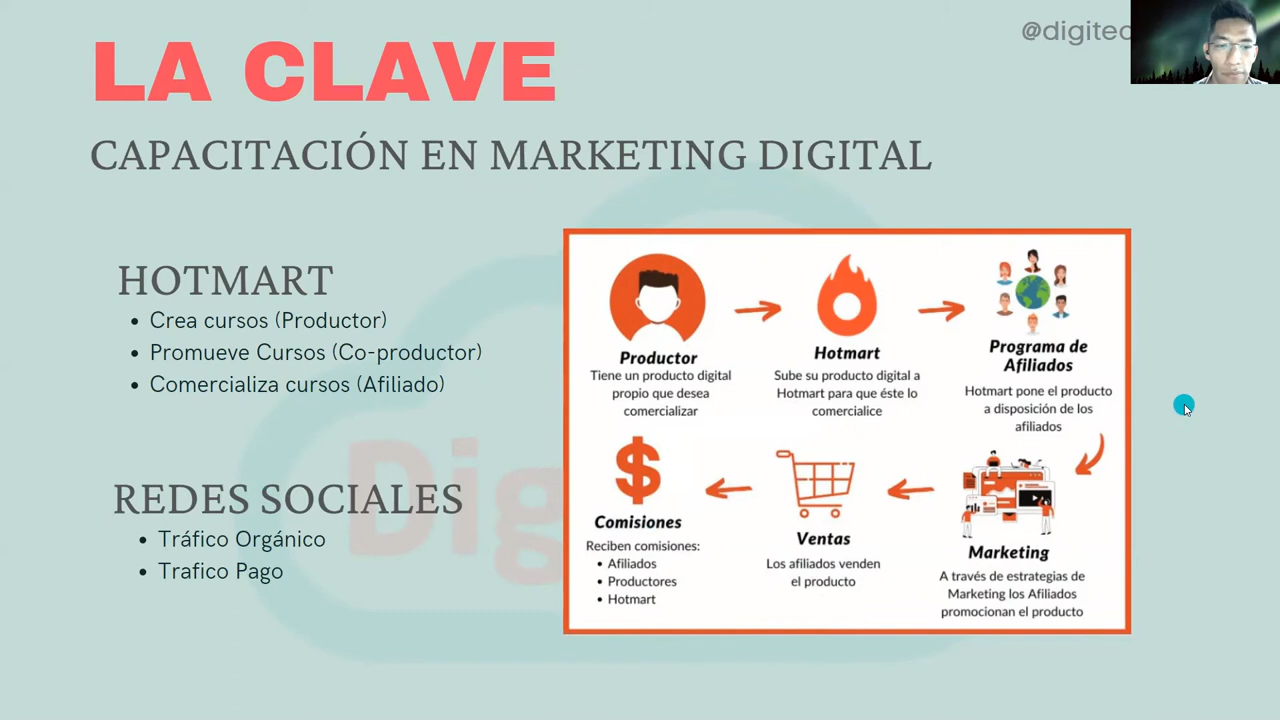 LA CLAVE
@digitec
CAPACITACIÓN EN MARKETING DIGITAL
HOTMART
• Crea cursos (Productor)
• Promueve Cursos (Co-productor)
• Comercializa cursos (Afiliado)
REDES SOCIALES
• Tráfico Orgánico
• Trafico Pago
Productor
Tiene un producto digital
propio que desea
comercializar
Hotmart
Sube su producto digital a
Hotmart para que éste lo
comercialice
Programa de
Afiliados
Hotmart pone el producto
a disposición de los
afiliados
Marketing
A través de estrategias de
Marketing los Afiliados
promocionan el producto
Ventas
Los afiliados venden
el producto
Comisiones
Reciben comisiones:
• Afiliados
• Productores
• Hotmart
Dig